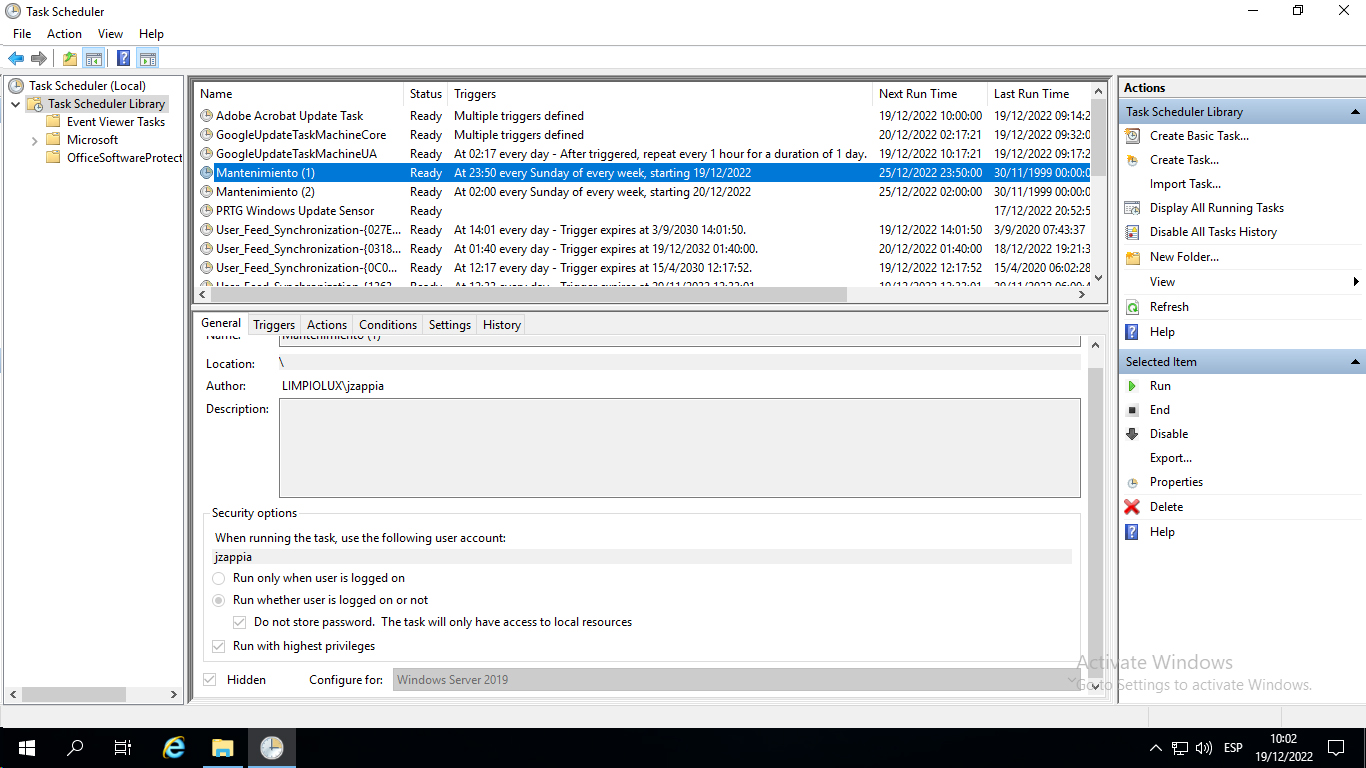 Task Scheduler
File Action View Help
Task Scheduler (Local)
Task Scheduler Library
Event Viewer Tasks
Microsoft
OfficeSoftwareProtect
Name Status Triggers Next Run Time Last Run Time
Adobe Acrobat Update Task Ready Multiple triggers defined 19/12/2022 10:00:00 19/12/2022 09:14:2
GoogleUpdateTaskMachineCore Ready Multiple triggers defined 20/12/2022 02:17:21 19/12/2022 09:32:0
GoogleUpdateTaskMachineUA Ready At 02:17 every day - After triggered, repeat every 1 hour for a duration of 1 day. 19/12/2022 10:17:21 19/12/2022 09:17:2
Mantenimiento (1) Ready At 23:50 every Sunday of every week, starting 19/12/2022 25/12/2022 23:50:00 30/11/1999 00:00:0
Mantenimiento (2) Ready At 02:00 every Sunday of every week, starting 20/12/2022 25/12/2022 02:00:00 30/11/1999 00:00:0
PRTG Windows Update Sensor Ready 17/12/2022 20:52:5
User_Feed_Synchronization-{027E... Ready At 14:01 every day - Trigger expires at 3/9/2030 14:01:50. 19/12/2022 14:01:50 3/9/2020 07:43:37
User_Feed_Synchronization-{0318... Ready At 01:40 every day - Trigger expires at 19/12/2032 01:40:00. 20/12/2022 01:40:00 18/12/2022 19:21:3
User_Feed_Synchronization-{0C0... Ready At 12:17 every day - Trigger expires at 15/4/2030 12:17:52. 19/12/2022 12:17:52 15/4/2020 06:02:28
General Triggers Actions Conditions Settings History
Name: Mantenimiento (1)
Location: \
Author: LIMPIOLUX\jzappia
Description:
Security options
When running the task, use the following user account:
jzappia
Run only when user is logged on
Run whether user is logged on or not
Do not store password. The task will only have access to local resources
Run with highest privileges
Hidden Configure for: Windows Server 2019
Actions
Task Scheduler Library
Create Basic Task...
Create Task...
Import Task...
Display All Running Tasks
Disable All Tasks History
New Folder...
View
Refresh
Help
Selected Item
Run
End
Disable
Export...
Properties
Delete
Help
Activate Windows
Go to Settings to activate Windows.
ESP
10:02
19/12/2022